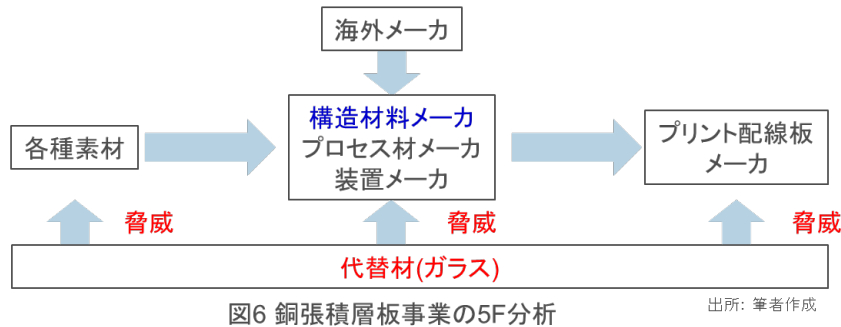 海外メーカ
各種素材
構造材料メーカ
プロセス材メーカ
装置メーカ
プリント配線板
メーカ
脅威
脅威
脅威
代替材(ガラス)
図6 銅張積層板事業の5F分析
出所: 筆者作成